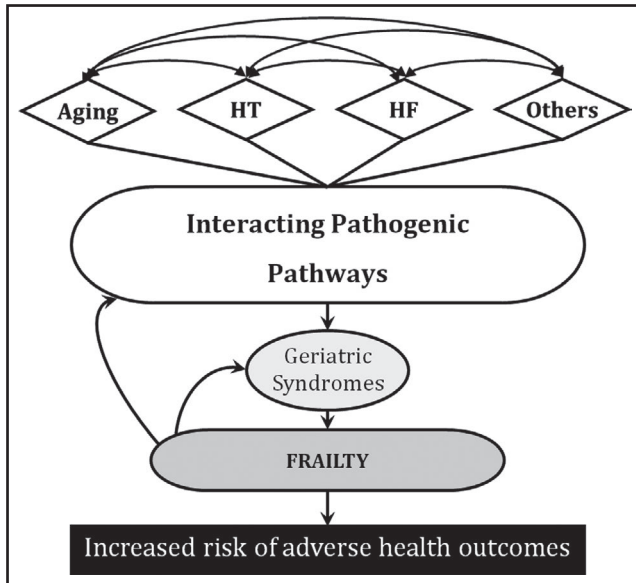 Aging HT HF Others
Interacting Pathogenic
Pathways
Geriatric
Syndromes
FRAILTY
Increased risk of adverse health outcomes